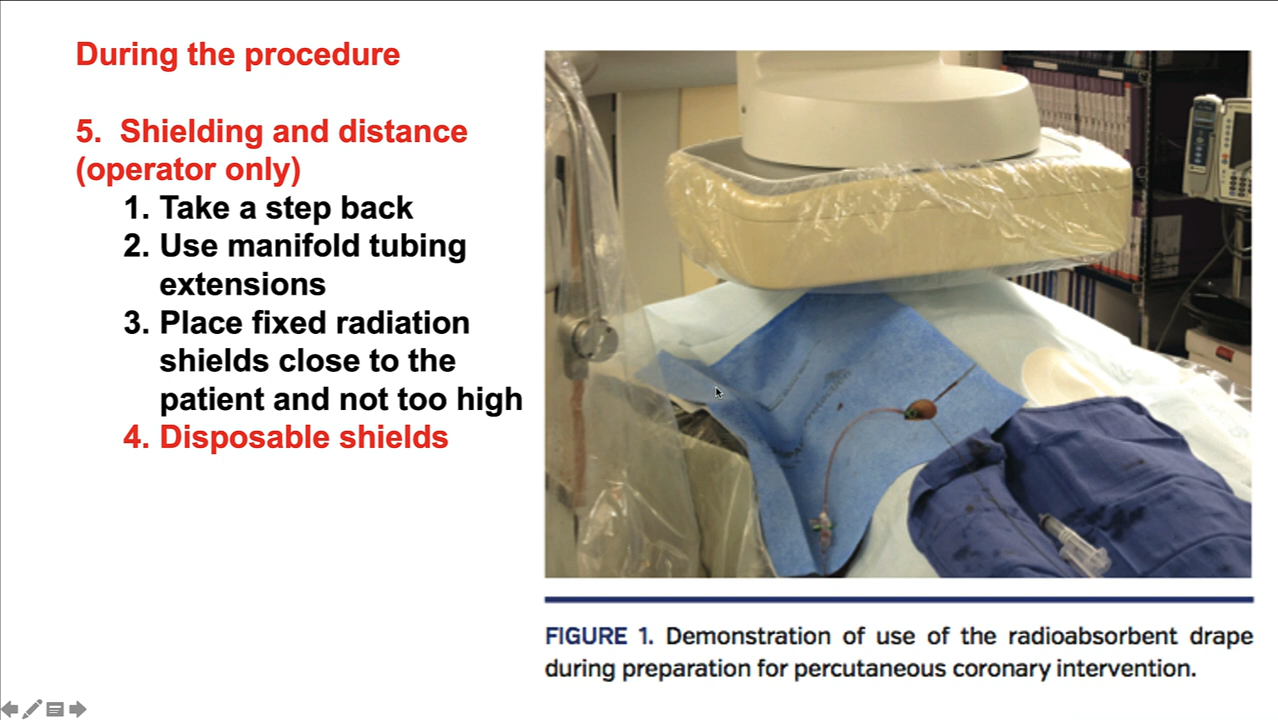 During the procedure
5. Shielding and distance
(operator only)
1. Take a step back
2. Use manifold tubing
extensions
3. Place fixed radiation
shields close to the
patient and not too high
4. Disposable shields
FIGURE 1. Demonstration of use of the radioabsorbent drape
during preparation for percutaneous coronary intervention.